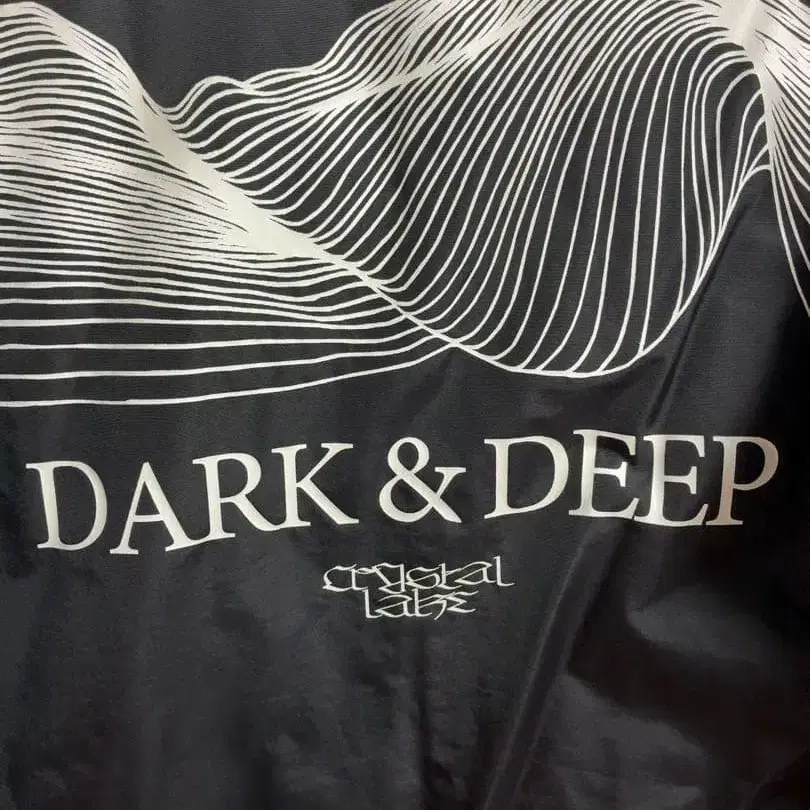 DARK & DEEP
crystal
lake